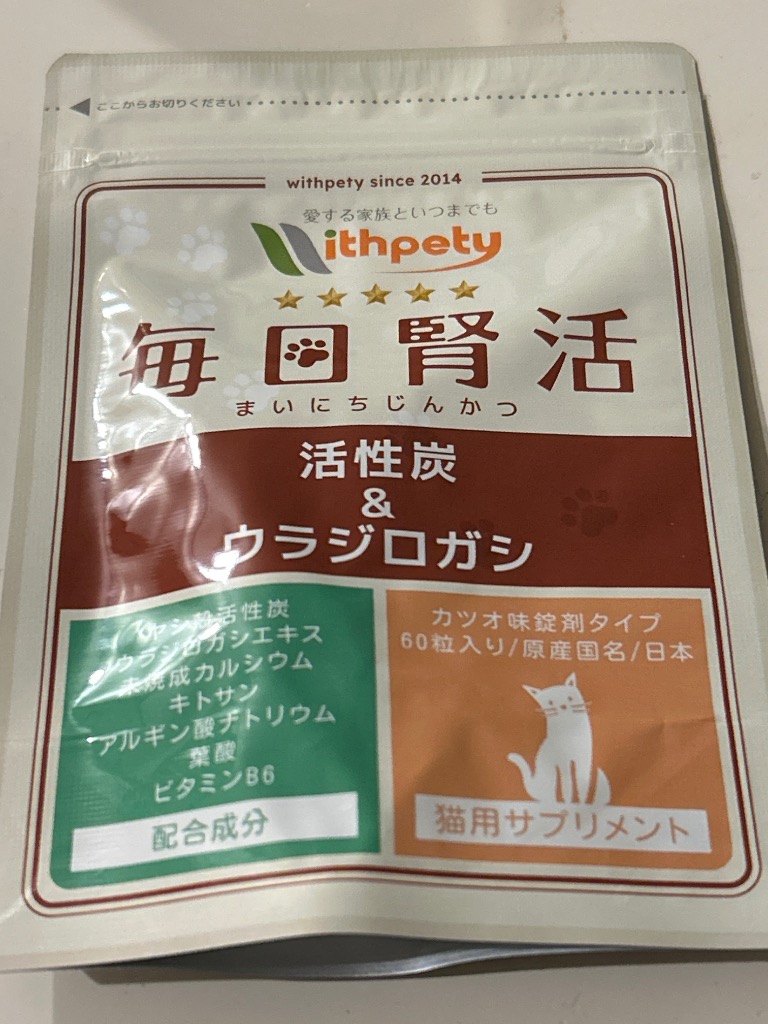 ここからお切りください
withpety since 2014
愛する家族といつまでも
Withpety
毎日腎活
まいにちじんかつ
活性炭
&
ウラジロガシ
ヤシ殻活性炭
ウラジロガシエキス
未焼成カルシウム
キトサン
アルギン酸ナトリウム
葉酸
ビタミンB6
配合成分
カツオ味錠剤タイプ
60粒入り/原産国名/日本
猫用サプリメント